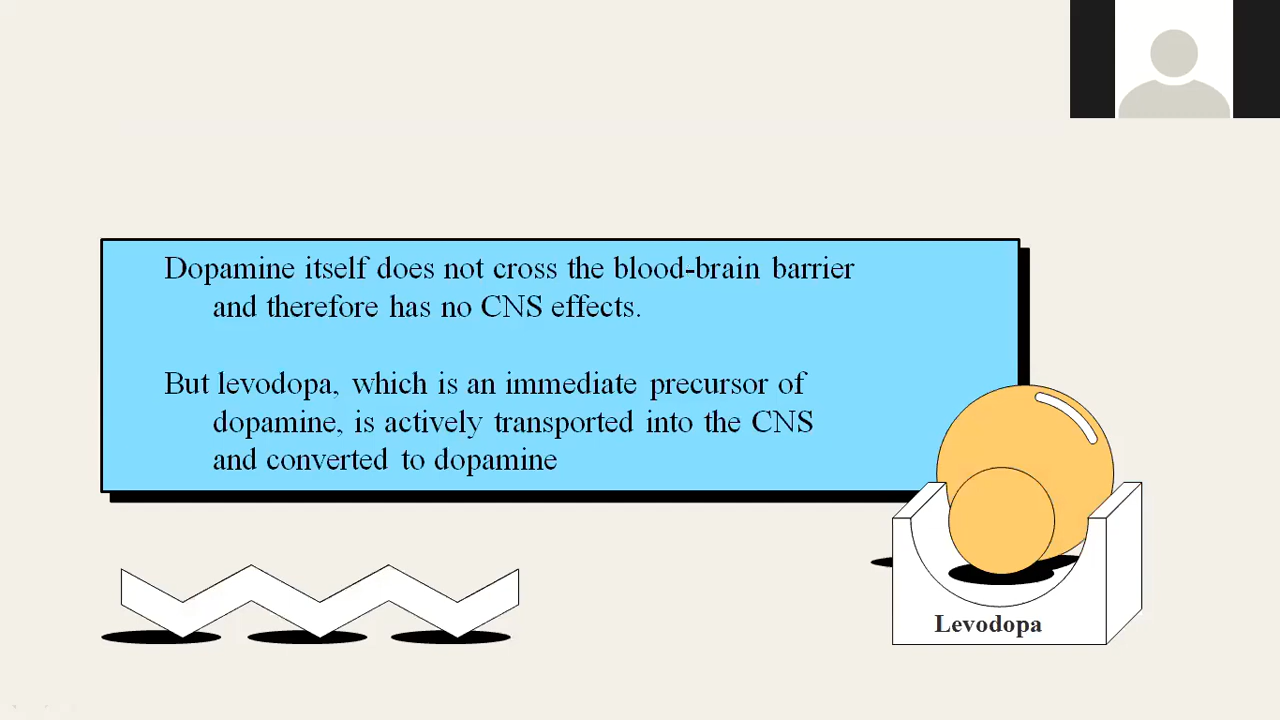 Dopamine itself does not cross the blood-brain barrier
and therefore has no CNS effects.
But levodopa, which is an immediate precursor of
dopamine, is actively transported into the CNS
and converted to dopamine
Levodopa